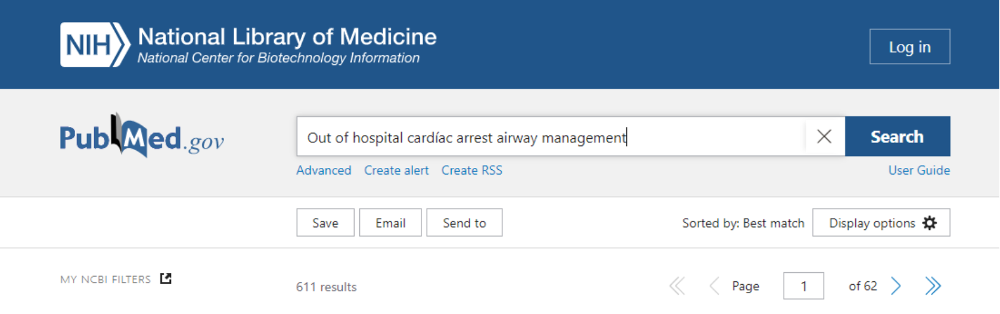 NIH National Library of Medicine
National Center for Biotechnology Information
Log in
PubMed.gov
Out of hospital cardíac arrest airway management
Search
Advanced Create alert Create RSS
User Guide
Save Email Send to
Sorted by: Best match Display options
MY NCBI FILTERS
611 results
Page 1 of 62